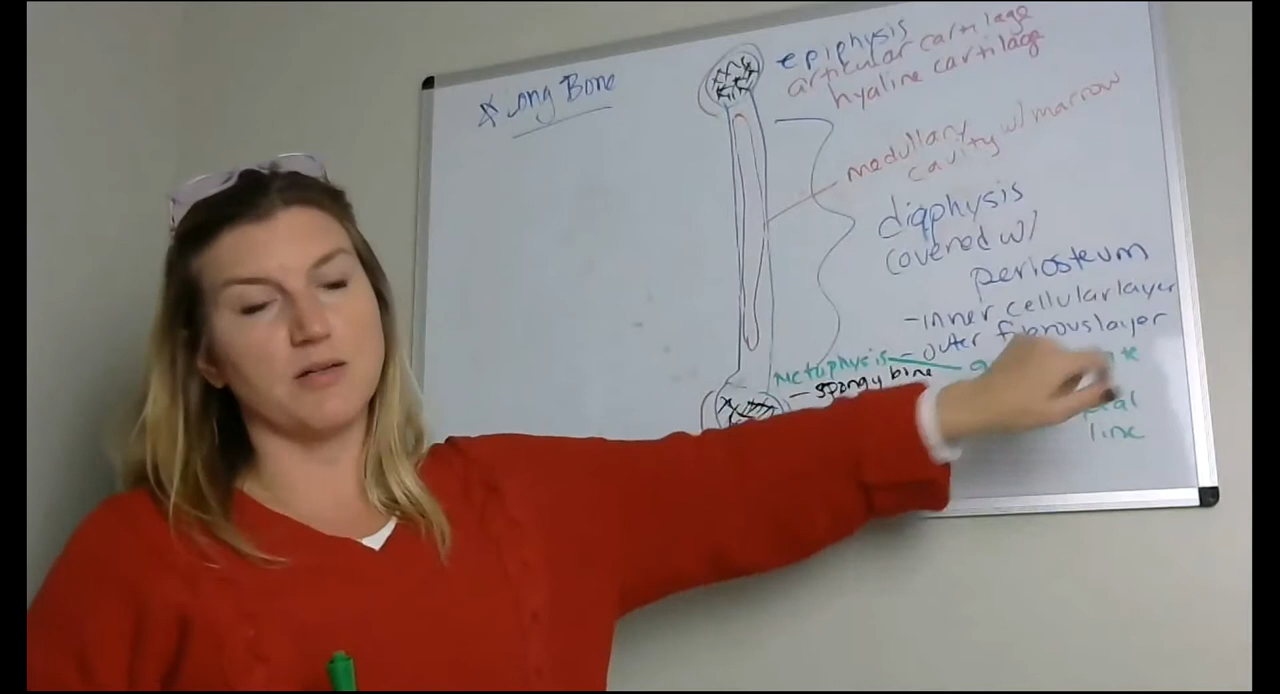 * Long Bone
epiphysis
articular cartilage
hyaline cartilage
medullary
cavity w/ marrow
diaphysis
covered w/
periosteum
- inner cellular layer
- outer fibrous layer
Metaphysis
- spongy bone
line